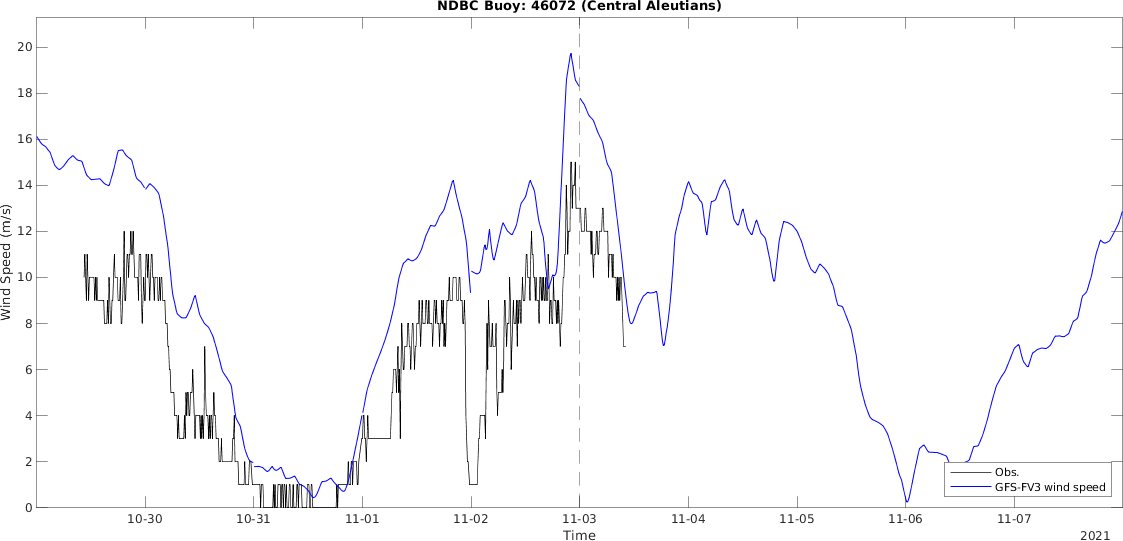 NDBC Buoy: 46072 (Central Aleutians)
20
18
16
14
12
10
8
6
4
2
0
Wind Speed (m/s)
Obs.
GFS-FV3 wind speed
10-30 10-31 11-01 11-02 11-03 11-04 11-05 11-06 11-07
Time
2021